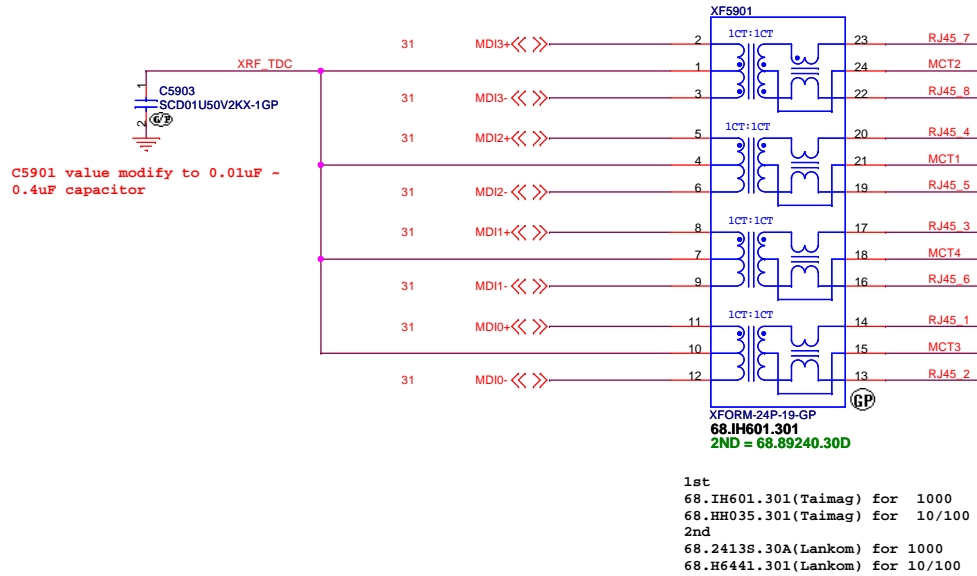 XF5901
1CT:1CT
31 MDI3+ 2 23 RJ45_7
XRF_TDC 1 24 MCT2
31 MDI3- 3 22 RJ45_8
1
C5903
SCD01U50V2KX-1GP
2 G/P
C5901 value modify to 0.01uF ~
0.4uF capacitor
1CT:1CT
31 MDI2+ 5 20 RJ45_4
4 21 MCT1
31 MDI2- 6 19 RJ45_5
1CT:1CT
31 MDI1+ 8 17 RJ45_3
7 18 MCT4
31 MDI1- 9 16 RJ45_6
1CT:1CT
31 MDI0+ 11 14 RJ45_1
10 15 MCT3
31 MDI0- 12 13 RJ45_2
GP
XFORM-24P-19-GP
68.IH601.301
2ND = 68.89240.30D
1st
68.IH601.301(Taimag) for 1000
68.HH035.301(Taimag) for 10/100
2nd
68.2413S.30A(Lankom) for 1000
68.H6441.301(Lankom) for 10/100